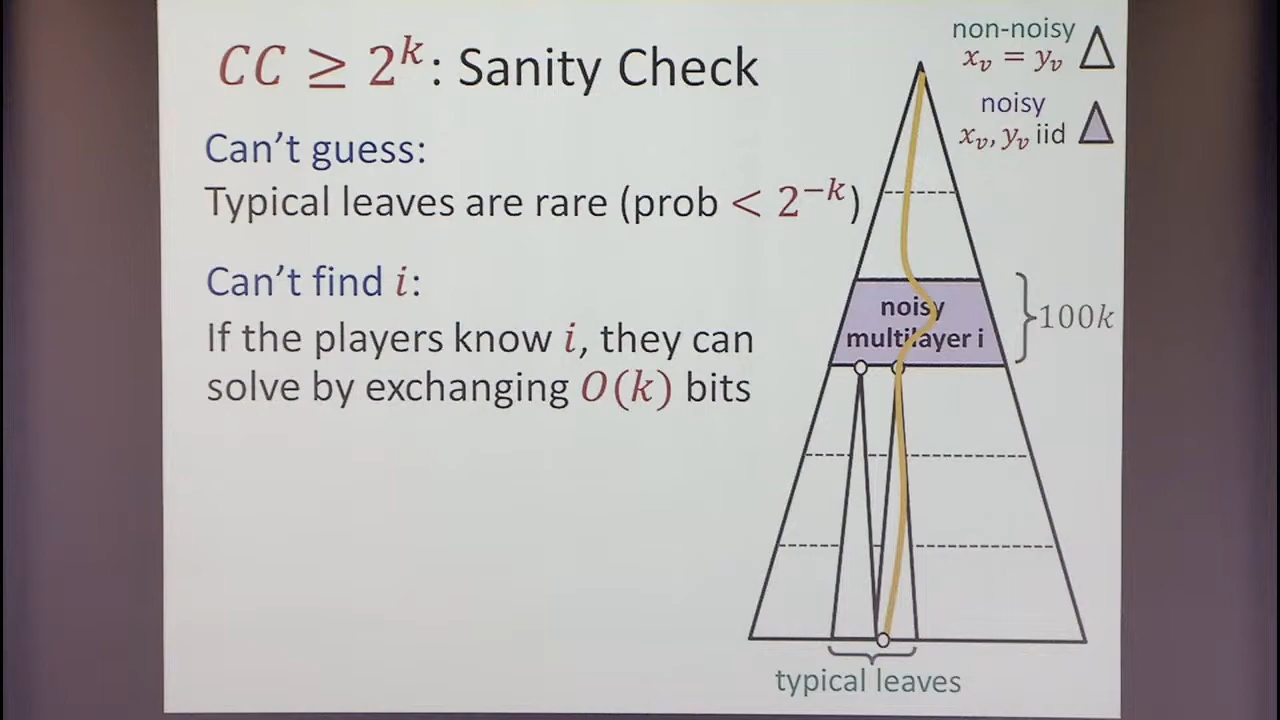 CC ≥ 2^k: Sanity Check
Can't guess:
Typical leaves are rare (prob < 2^−k)
Can't find i:
If the players know i, they can
solve by exchanging O(k) bits
non-noisy
x_v = y_v
noisy
x_v, y_v iid
noisy
multilayer i
100k
typical leaves